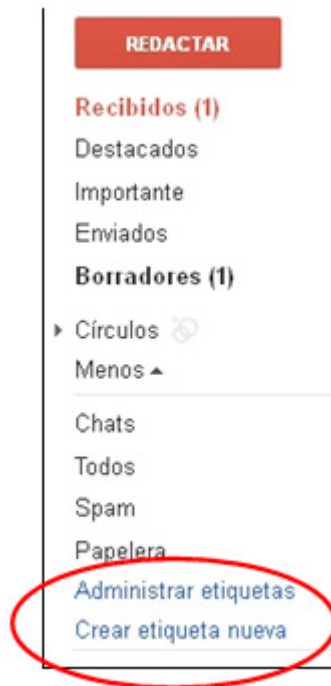 REDACTAR
Recibidos (1)
Destacados
Importante
Enviados
Borradores (1)
Círculos
Menos
Chats
Todos
Spam
Papelera
Administrar etiquetas
Crear etiqueta nueva